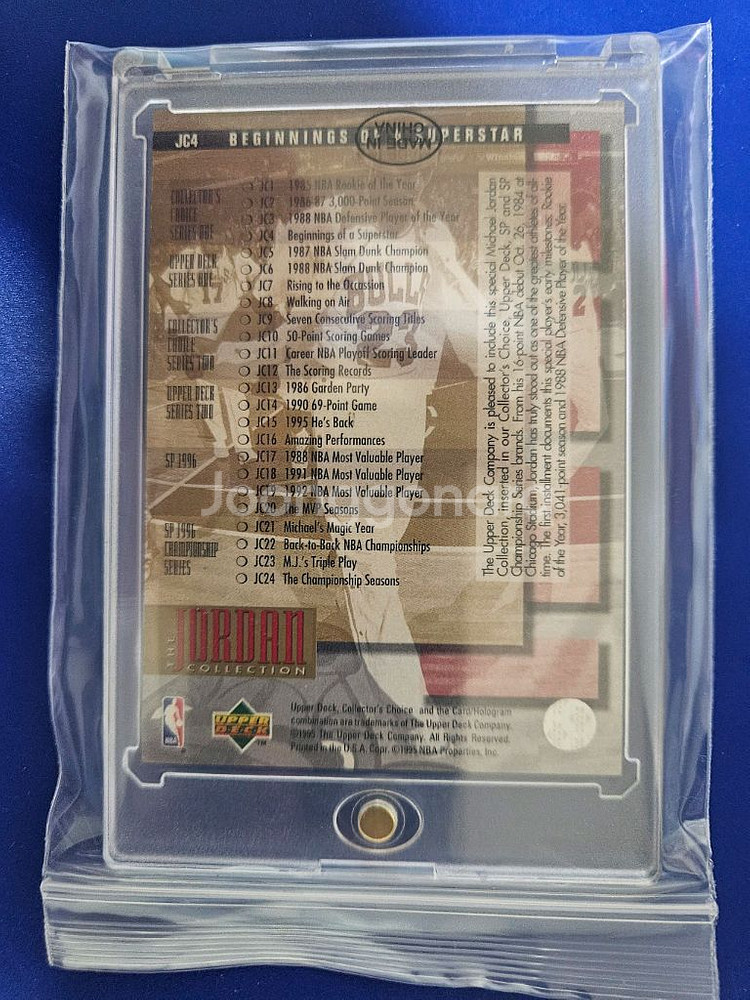 JC4 BEGINNINGS OF A SUPERSTAR
MADE IN
CHINA
COLLECTOR'S
CHOICE
SERIES ONE
JC1 1985 NBA Rookie of the Year
JC2 1986-87 3,000-Point Season
JC3 1988 NBA Defensive Player of the Year
JC4 Beginnings of a Superstar
UPPER DECK
SERIES ONE
JC5 1987 NBA Slam Dunk Champion
JC6 1988 NBA Slam Dunk Champion
JC7 Rising to the Occassion
JC8 Walking on Air
COLLECTOR'S
CHOICE
SERIES TWO
JC9 Seven Consecutive Scoring Titles
JC10 50-Point Scoring Games
JC11 Career NBA Playoff Scoring Leader
JC12 The Scoring Records
UPPER DECK
SERIES TWO
JC13 1986 Garden Party
JC14 1990 69-Point Game
JC15 1995 He's Back
JC16 Amazing Performances
SP 1996
JC17 1988 NBA Most Valuable Player
JC18 1991 NBA Most Valuable Player
JC19 1992 NBA Most Valuable Player
JC20 The MVP Seasons
SP 1996
CHAMPIONSHIP
SERIES
JC21 Michael's Magic Year
JC22 Back-to-Back NBA Championships
JC23 M.J.'s Triple Play
JC24 The Championship Seasons
BULLS
23
The Upper Deck Company is pleased to include this special Michael Jordan
Collection, inserted in our Collector's Choice, Upper Deck, SP and SP
Championship Series brands. From his 16-point NBA debut Oct. 26, 1984 at
Chicago Stadium, Jordan has truly stood out as one of the greatest athletes of all
time. The first installment documents this special player's early milestones: Rookie
of the Year, 3,041-point season and 1988 NBA Defensive Player of the Year.
THE
JORDAN
COLLECTION
NBA
UPPER
DECK
TM
Upper Deck, Collector's Choice and the Card/Hologram
combination are trademarks of The Upper Deck Company.
©1995 The Upper Deck Company. All Rights Reserved.
Printed in the U.S.A. Copr. ©1995 NBA Properties, Inc.